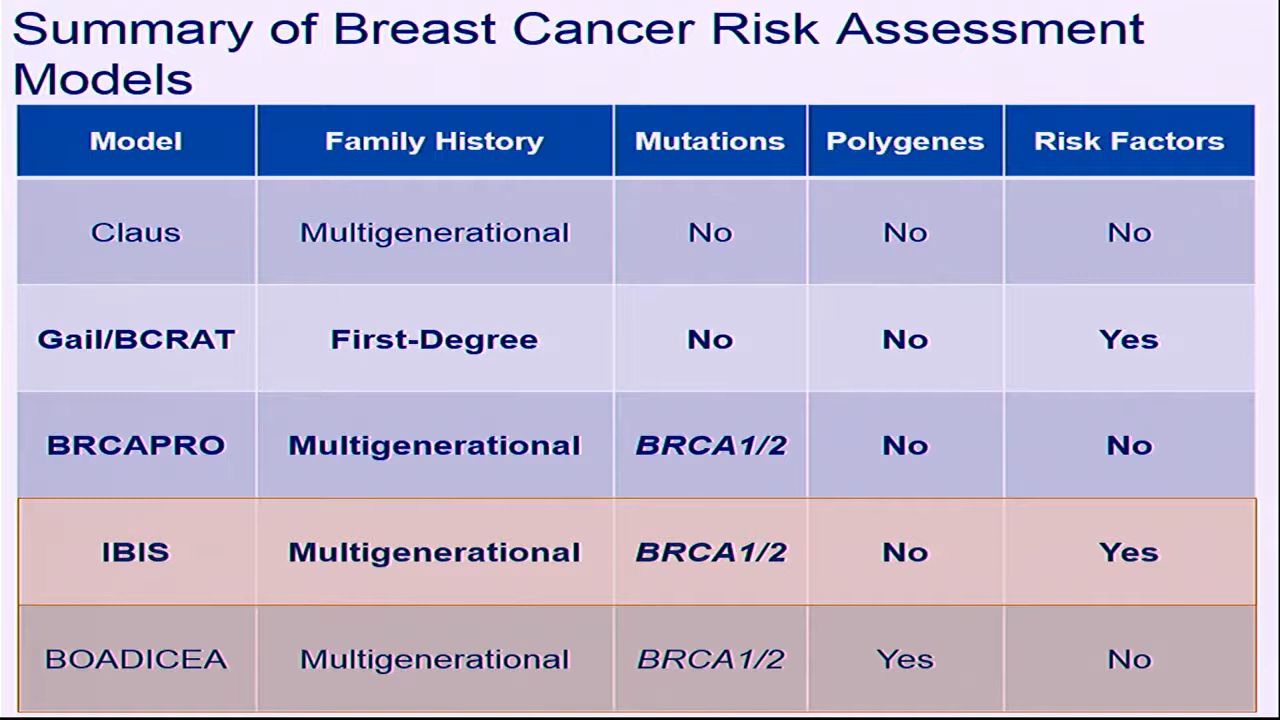 Summary of Breast Cancer Risk Assessment
Models
Model Family History Mutations Polygenes Risk Factors
Claus Multigenerational No No No
Gail/BCRAT First-Degree No No Yes
BRCAPRO Multigenerational BRCA1/2 No No
IBIS Multigenerational BRCA1/2 No Yes
BOADICEA Multigenerational BRCA1/2 Yes No